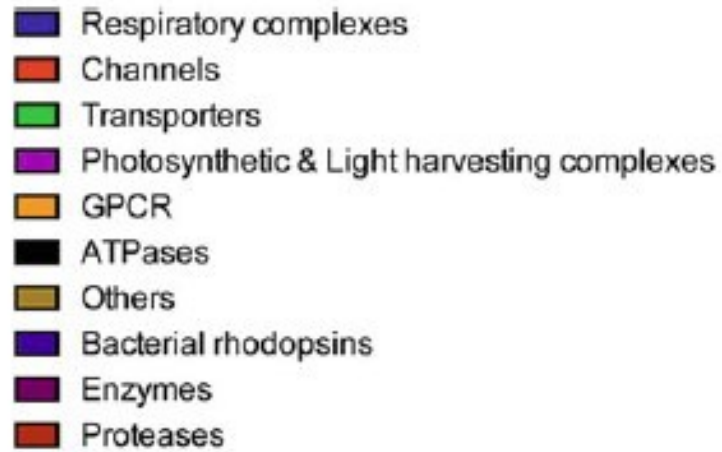 Respiratory complexes
Channels
Transporters
Photosynthetic & Light harvesting complexes
GPCR
ATPases
Others
Bacterial rhodopsins
Enzymes
Proteases